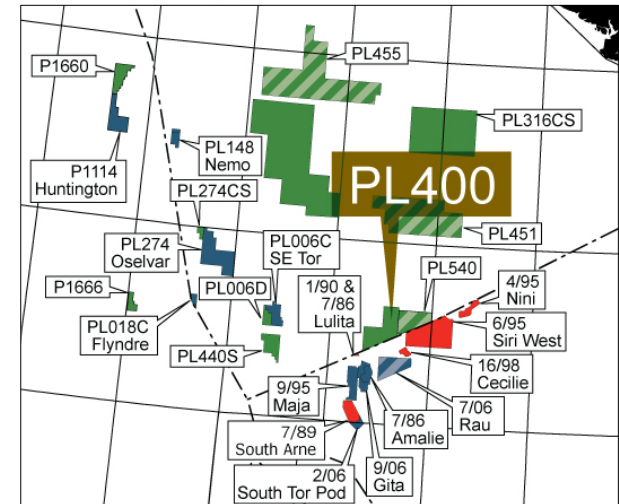 PL455
P1660
PL316CS
PL148
Nemo
P1114
Huntington
PL400
PL274CS
PL006C
SE Tor
PL451
PL274
Oselvar
PL540
P1666
PL006D
1/90 &
7/86
Lulita
4/95
Nini
PL018C
Flyndre
6/95
Siri West
PL440S
16/98
Cecilie
9/95
Maja
7/86
Amalie
7/06
Rau
7/89
South Arne
9/06
Gita
2/06
South Tor Pod